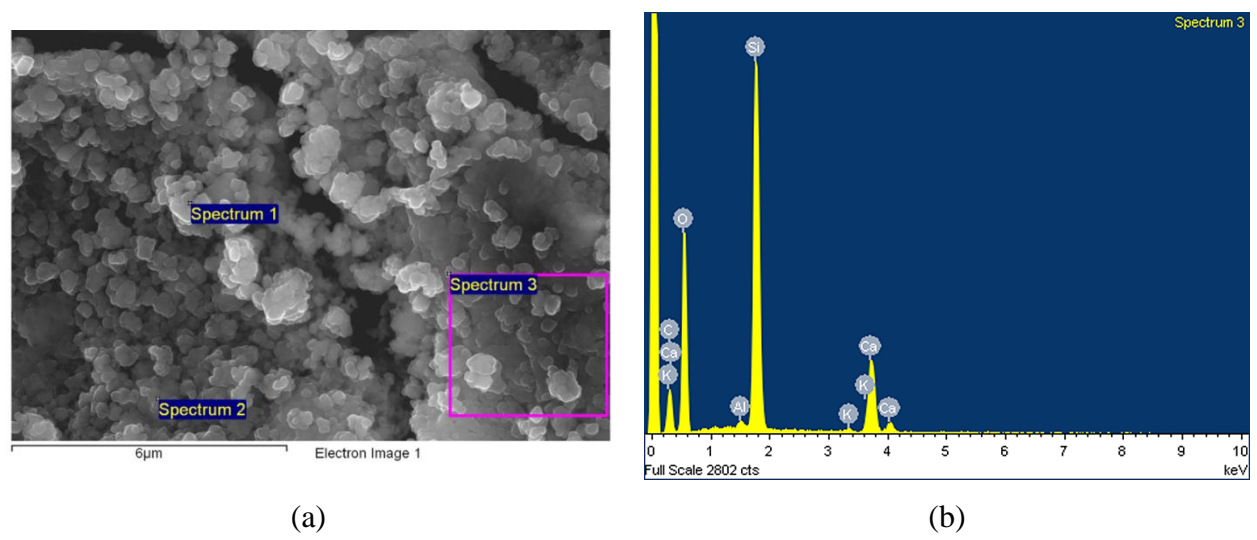 Spectrum 1
Spectrum 3
Spectrum 2
6µm
Electron Image 1
(a)
Spectrum 3
Si
O
C
Ca
K
Al
K
K
Ca
Ca
0 1 2 3 4 5 6 7 8 9 10
Full Scale 2802 cts
keV
(b)